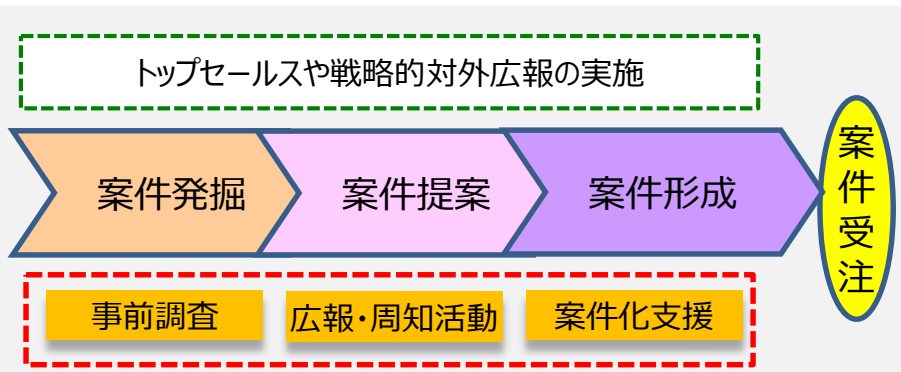 トップセールスや戦略的対外広報の実施
案件発掘
案件提案
案件形成
案件受注
事前調査
広報・周知活動
案件化支援